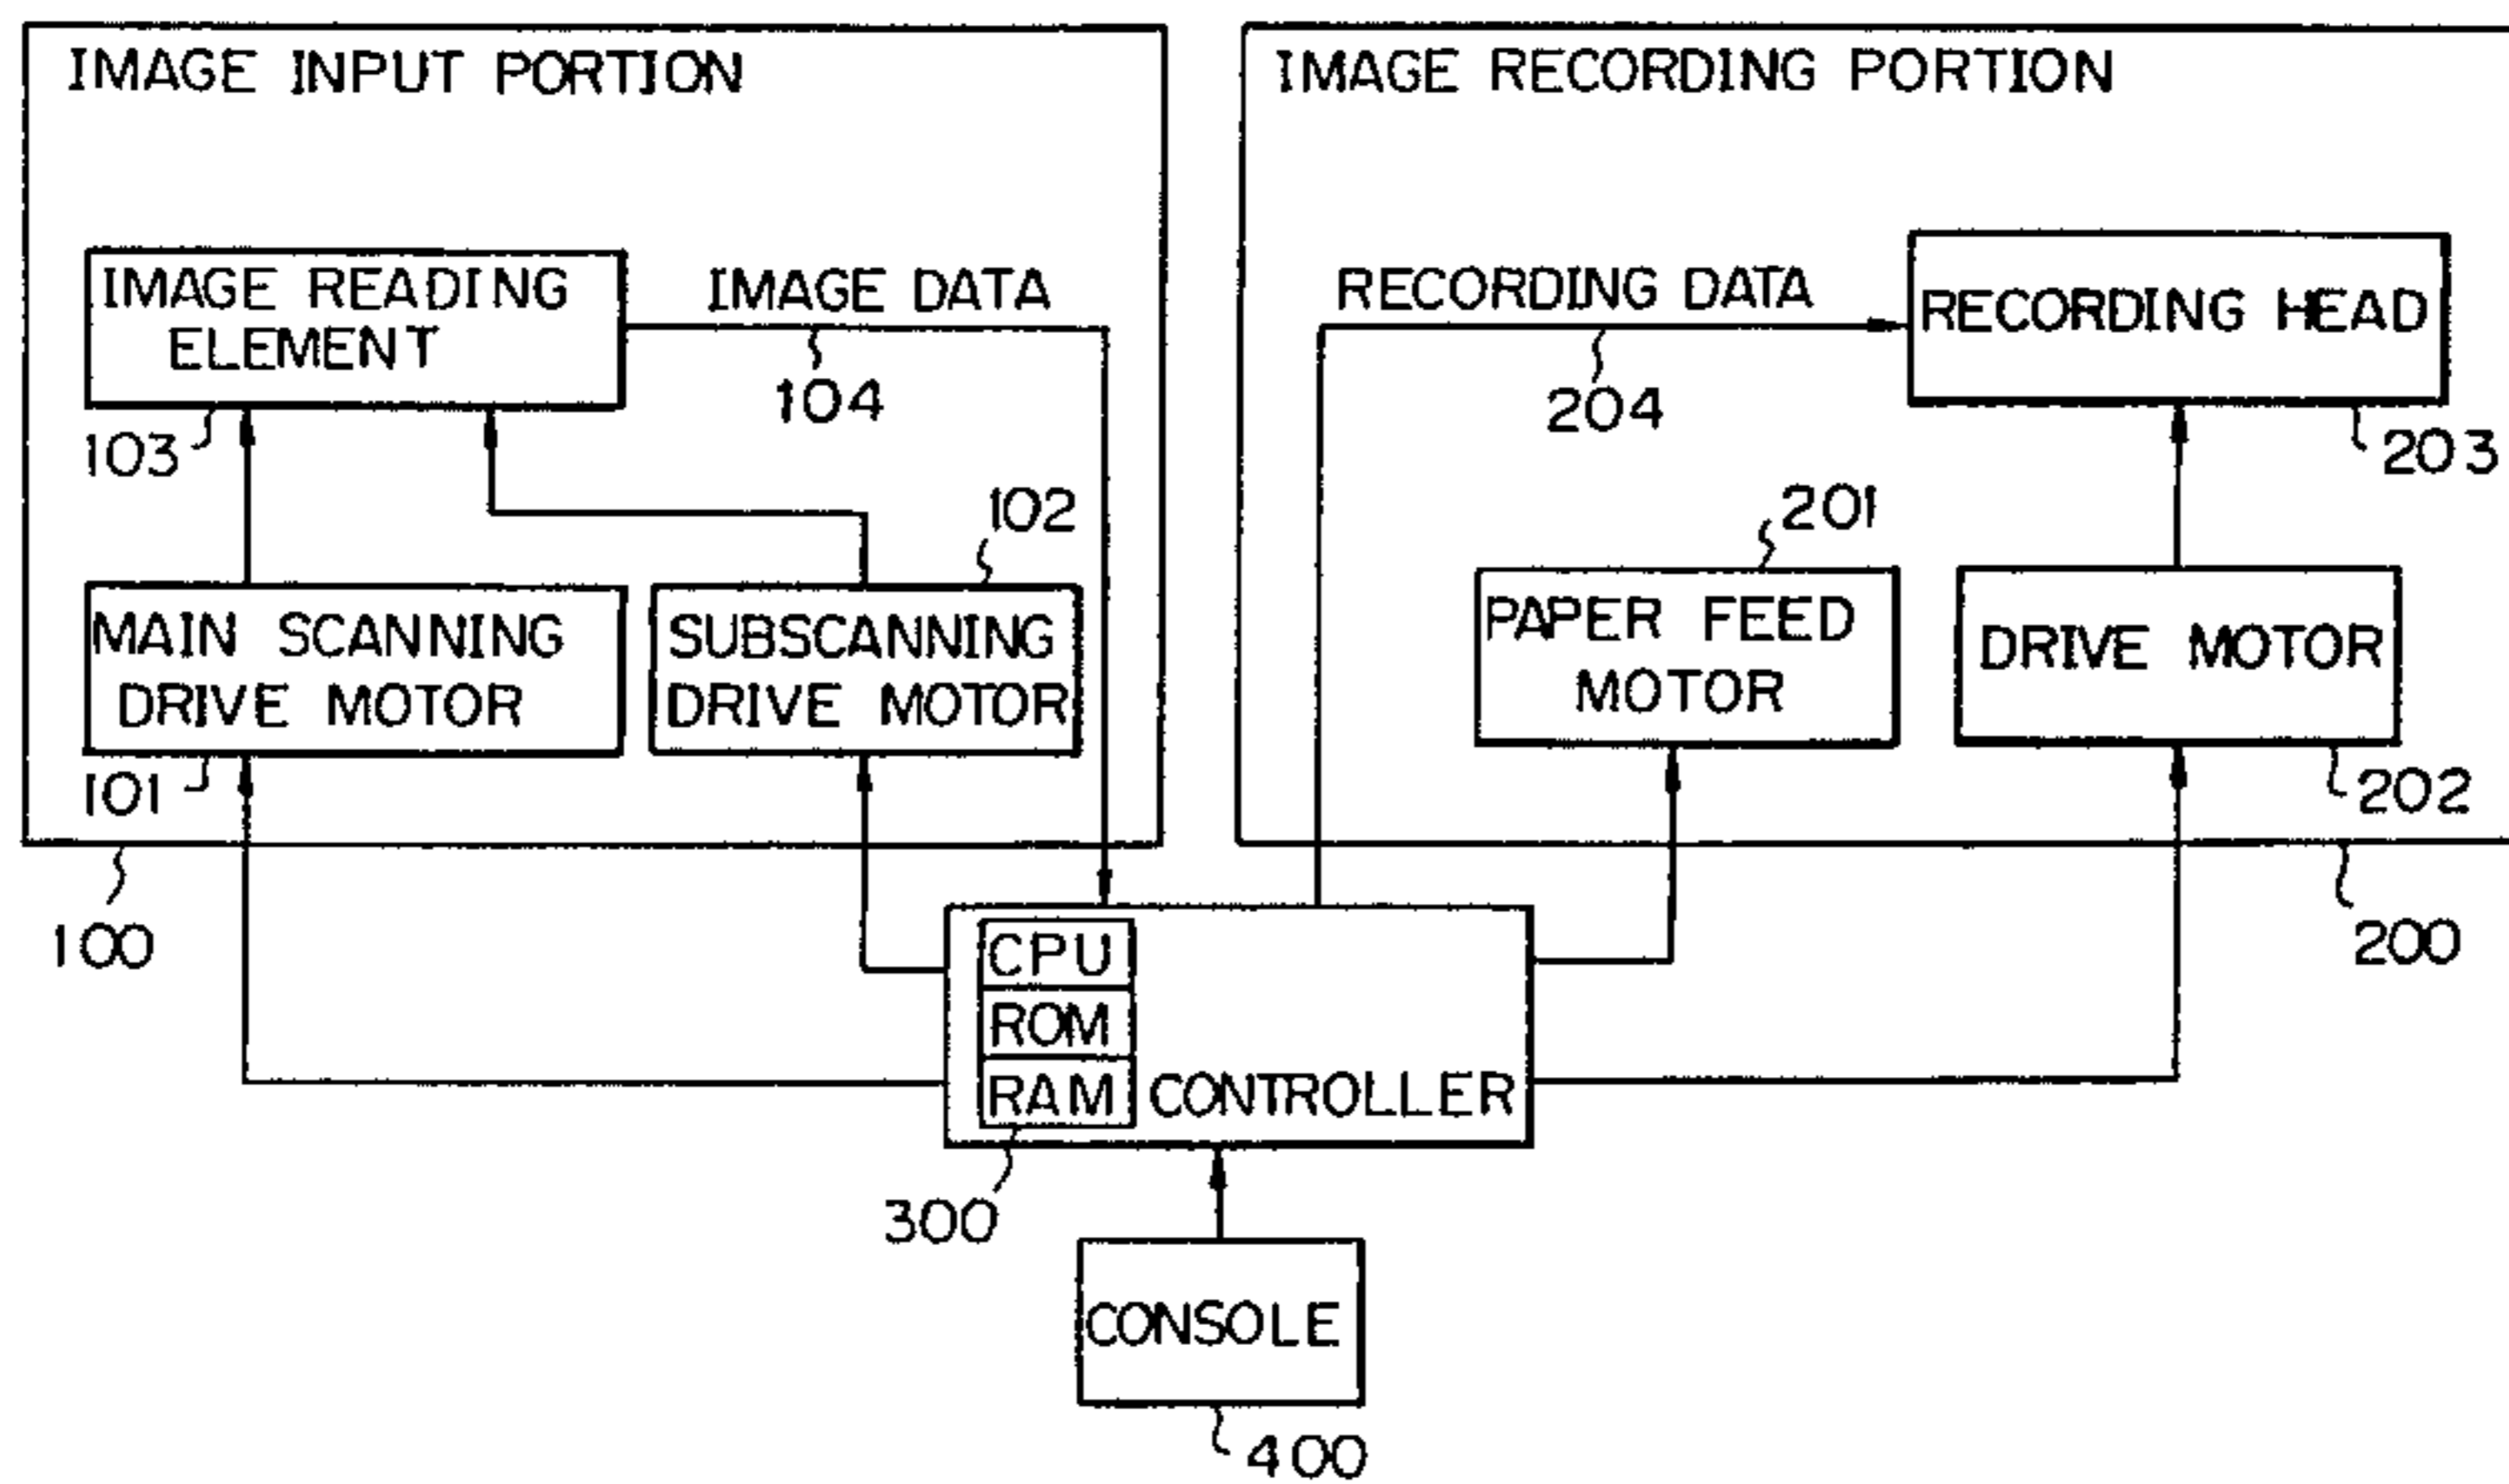 IMAGE INPUT PORTION
IMAGE READING
ELEMENT
IMAGE DATA
104
103
102
MAIN SCANNING
DRIVE MOTOR
SUBSCANNING
DRIVE MOTOR
101
100
IMAGE RECORDING PORTION
RECORDING DATA
RECORDING HEAD
204
203
201
PAPER FEED
MOTOR
DRIVE MOTOR
202
200
CPU
ROM
RAM
CONTROLLER
300
CONSOLE
400